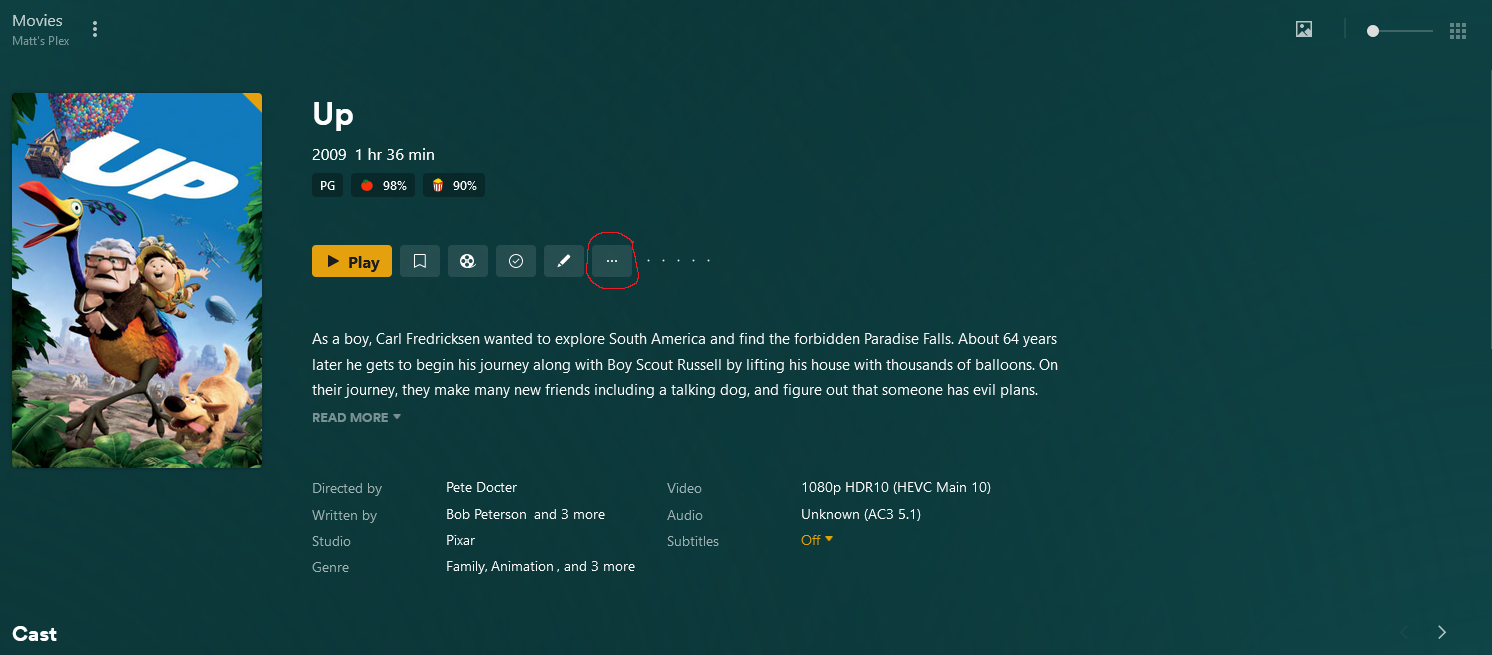 Movies
Matt's Plex
UP
Up
2009 1 hr 36 min
PG 98% 90%
Play
As a boy, Carl Fredricksen wanted to explore South America and find the forbidden Paradise Falls. About 64 years
later he gets to begin his journey along with Boy Scout Russell by lifting his house with thousands of balloons. On
their journey, they make many new friends including a talking dog, and figure out that someone has evil plans.
READ MORE
Directed by Pete Docter
Written by Bob Peterson and 3 more
Studio Pixar
Genre Family, Animation, and 3 more
Video 1080p HDR10 (HEVC Main 10)
Audio Unknown (AC3 5.1)
Subtitles Off
Cast